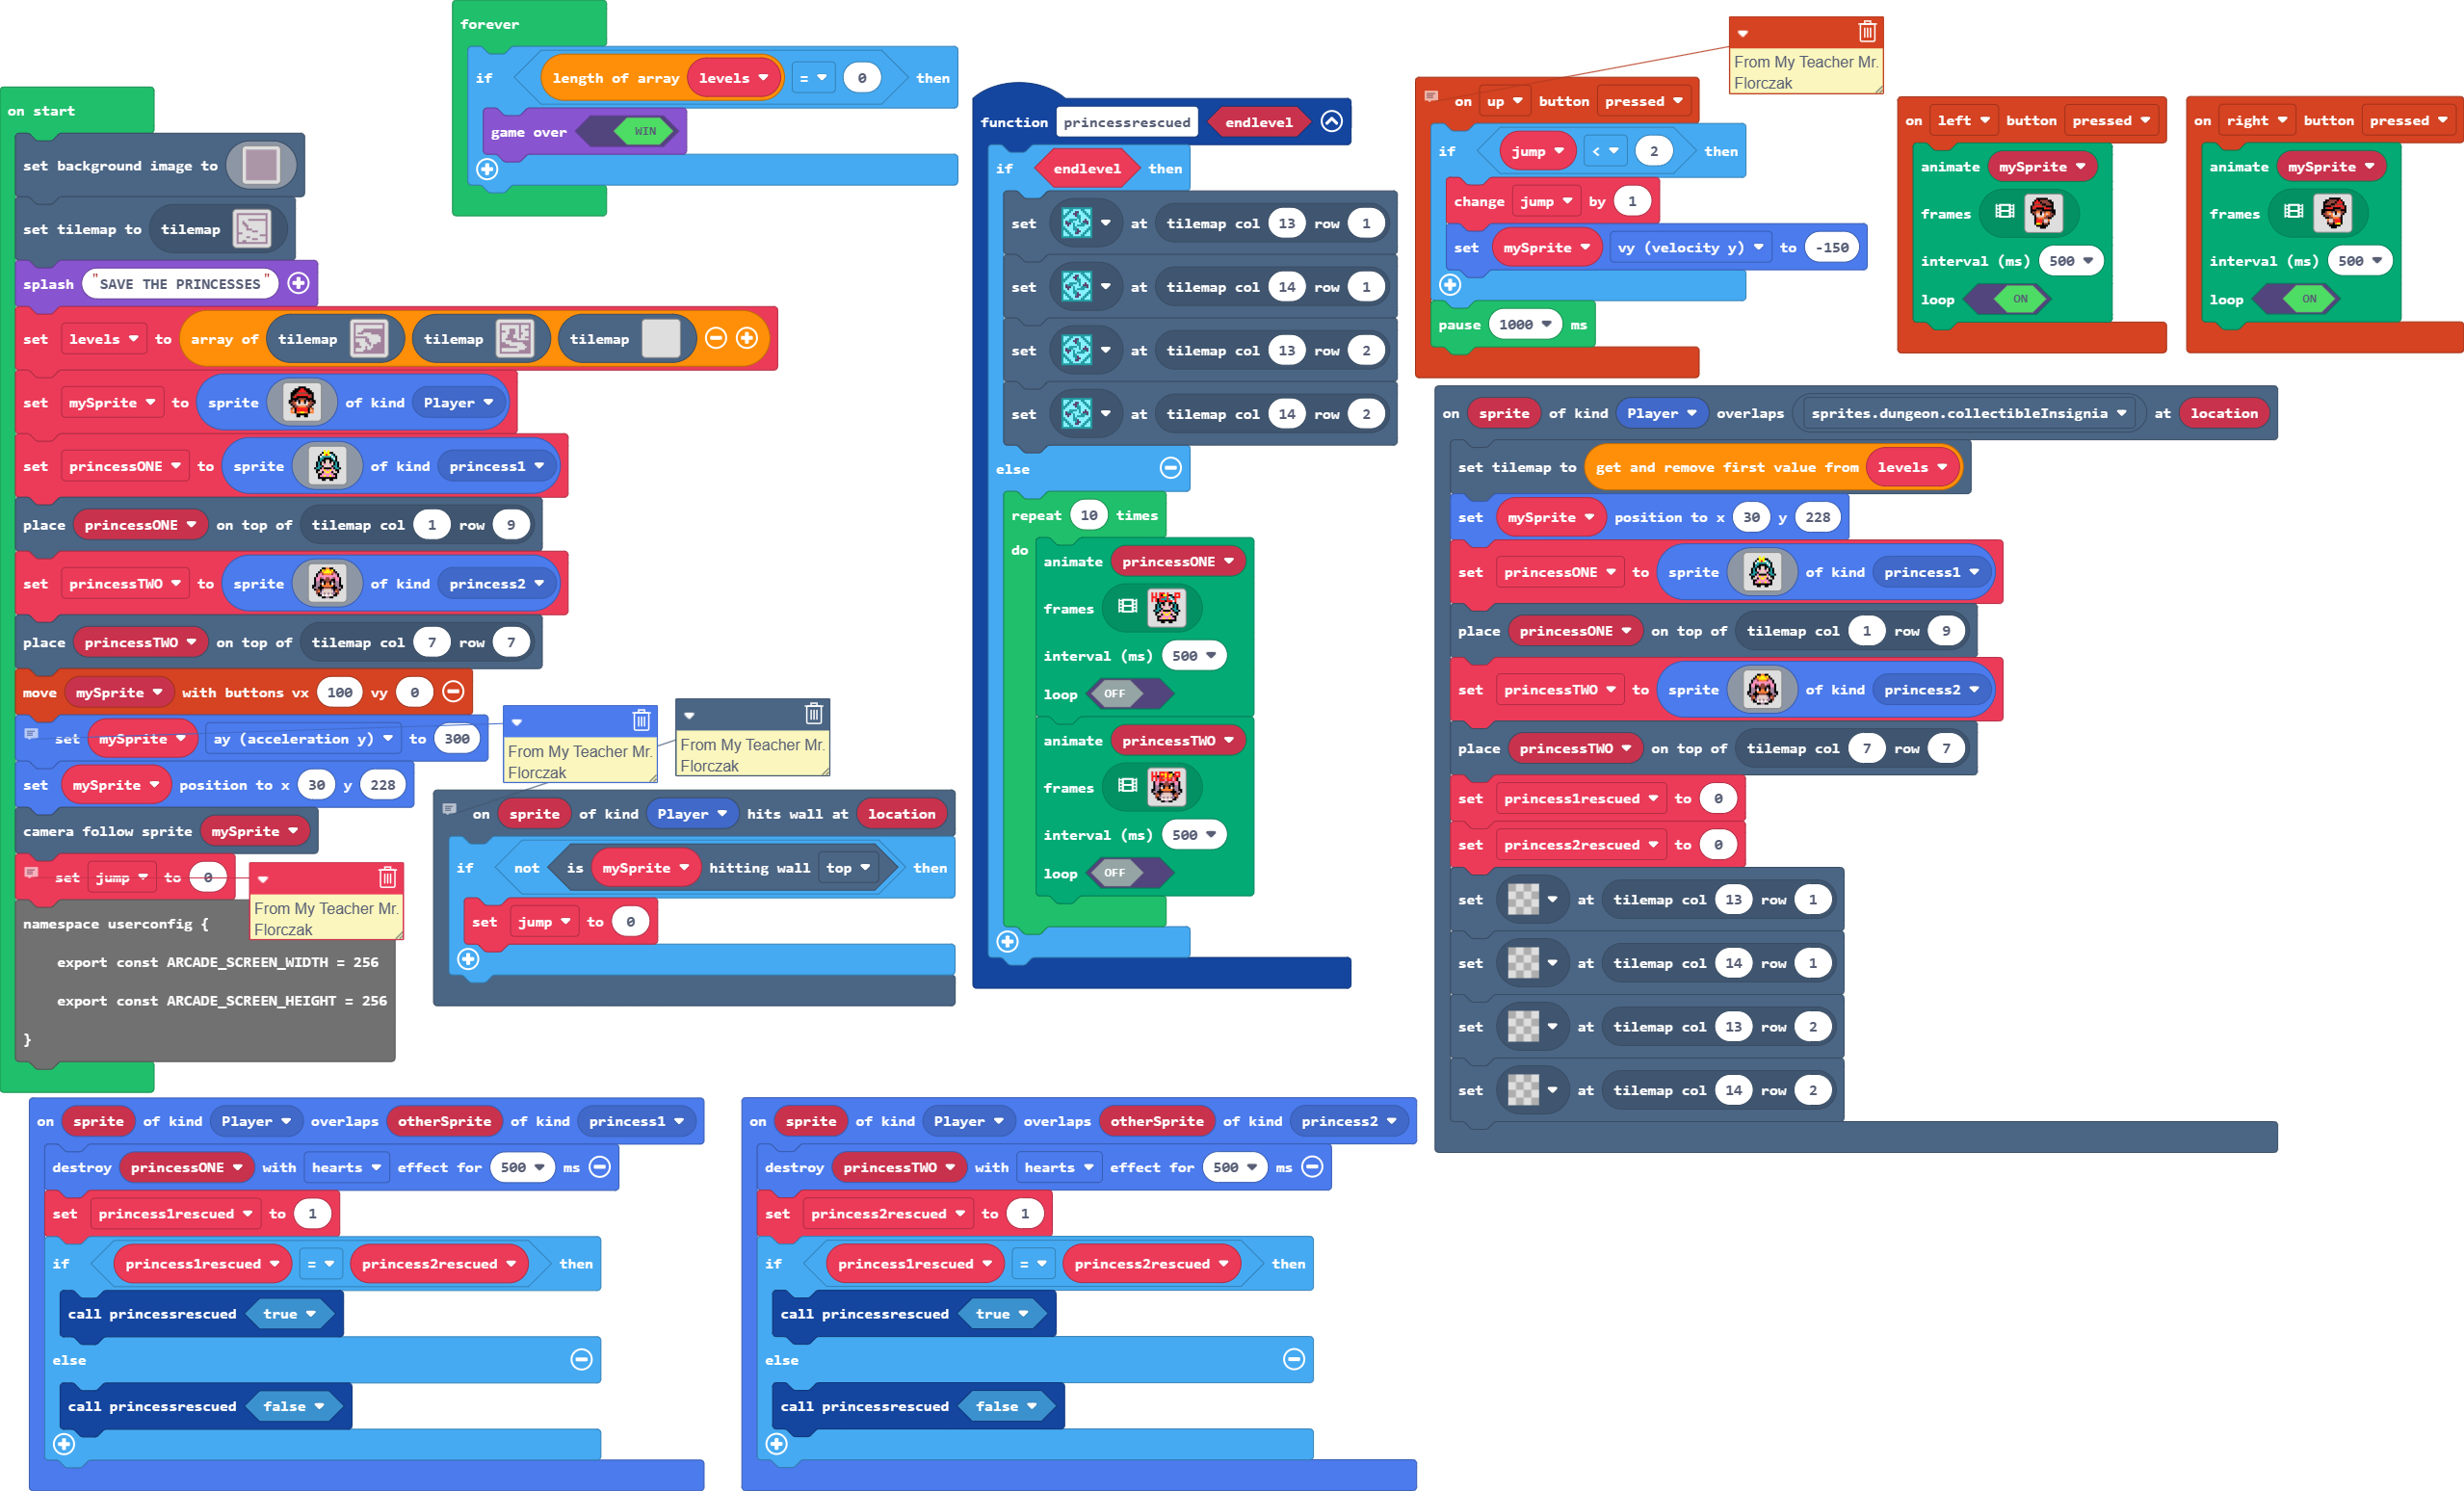 on start
set background image to
set tilemap to tilemap
splash "SAVE THE PRINCESSES"
set levels to array of tilemap tilemap tilemap
set mySprite to sprite of kind Player
set princessONE to sprite of kind princess1
place princessONE on top of tilemap col 1 row 9
set princessTWO to sprite of kind princess2
place princessTWO on top of tilemap col 7 row 7
move mySprite with buttons vx 100 vy 0
set mySprite ay (acceleration y) to 300
set mySprite position to x 30 y 228
camera follow sprite mySprite
set jump to 0
namespace userconfig {
export const ARCADE_SCREEN_WIDTH = 256
export const ARCADE_SCREEN_HEIGHT = 256
}
From My Teacher Mr.
Florczak
From My Teacher Mr.
Florczak
From My Teacher Mr.
Florczak
forever
if length of array levels = 0 then
game over WIN
on sprite of kind Player hits wall at location
if not is mySprite hitting wall top then
set jump to 0
function princessrescued endlevel
if endlevel then
set at tilemap col 13 row 1
set at tilemap col 14 row 1
set at tilemap col 13 row 2
set at tilemap col 14 row 2
else
repeat 10 times
do
animate princessONE
frames HELP
interval (ms) 500
loop OFF
animate princessTWO
frames HELP
interval (ms) 500
loop OFF
From My Teacher Mr.
Florczak
on up button pressed
if jump < 2 then
change jump by 1
set mySprite vy (velocity y) to -150
pause 1000 ms
on left button pressed
animate mySprite
frames
interval (ms) 500
loop ON
on right button pressed
animate mySprite
frames
interval (ms) 500
loop ON
on sprite of kind Player overlaps sprites.dungeon.collectibleInsignia at location
set tilemap to get and remove first value from levels
set mySprite position to x 30 y 228
set princessONE to sprite of kind princess1
place princessONE on top of tilemap col 1 row 9
set princessTWO to sprite of kind princess2
place princessTWO on top of tilemap col 7 row 7
set princess1rescued to 0
set princess2rescued to 0
set at tilemap col 13 row 1
set at tilemap col 14 row 1
set at tilemap col 13 row 2
set at tilemap col 14 row 2
on sprite of kind Player overlaps otherSprite of kind princess1
destroy princessONE with hearts effect for 500 ms
set princess1rescued to 1
if princess1rescued = princess2rescued then
call princessrescued true
else
call princessrescued false
on sprite of kind Player overlaps otherSprite of kind princess2
destroy princessTWO with hearts effect for 500 ms
set princess2rescued to 1
if princess1rescued = princess2rescued then
call princessrescued true
else
call princessrescued false